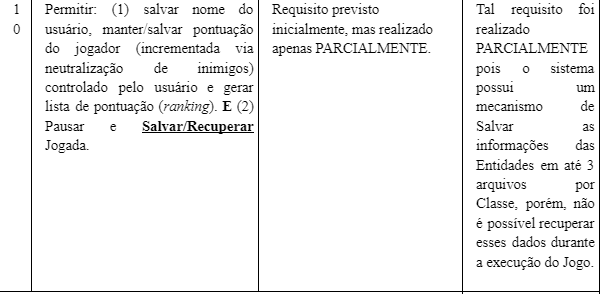 1
0
Permitir: (1) salvar nome do
usuário, manter/salvar pontuação
do jogador (incrementada via
neutralização de inimigos)
controlado pelo usuário e gerar
lista de pontuação (ranking). E (2)
Pausar e Salvar/Recuperar
Jogada.
Requisito previsto
inicialmente, mas realizado
apenas PARCIALMENTE.
Tal requisito foi
realizado
PARCIALMENTE
pois o sistema
possui um
mecanismo de
Salvar as
informações das
Entidades em até 3
arquivos por
Classe, porém, não
é possível recuperar
esses dados durante
a execução do Jogo.